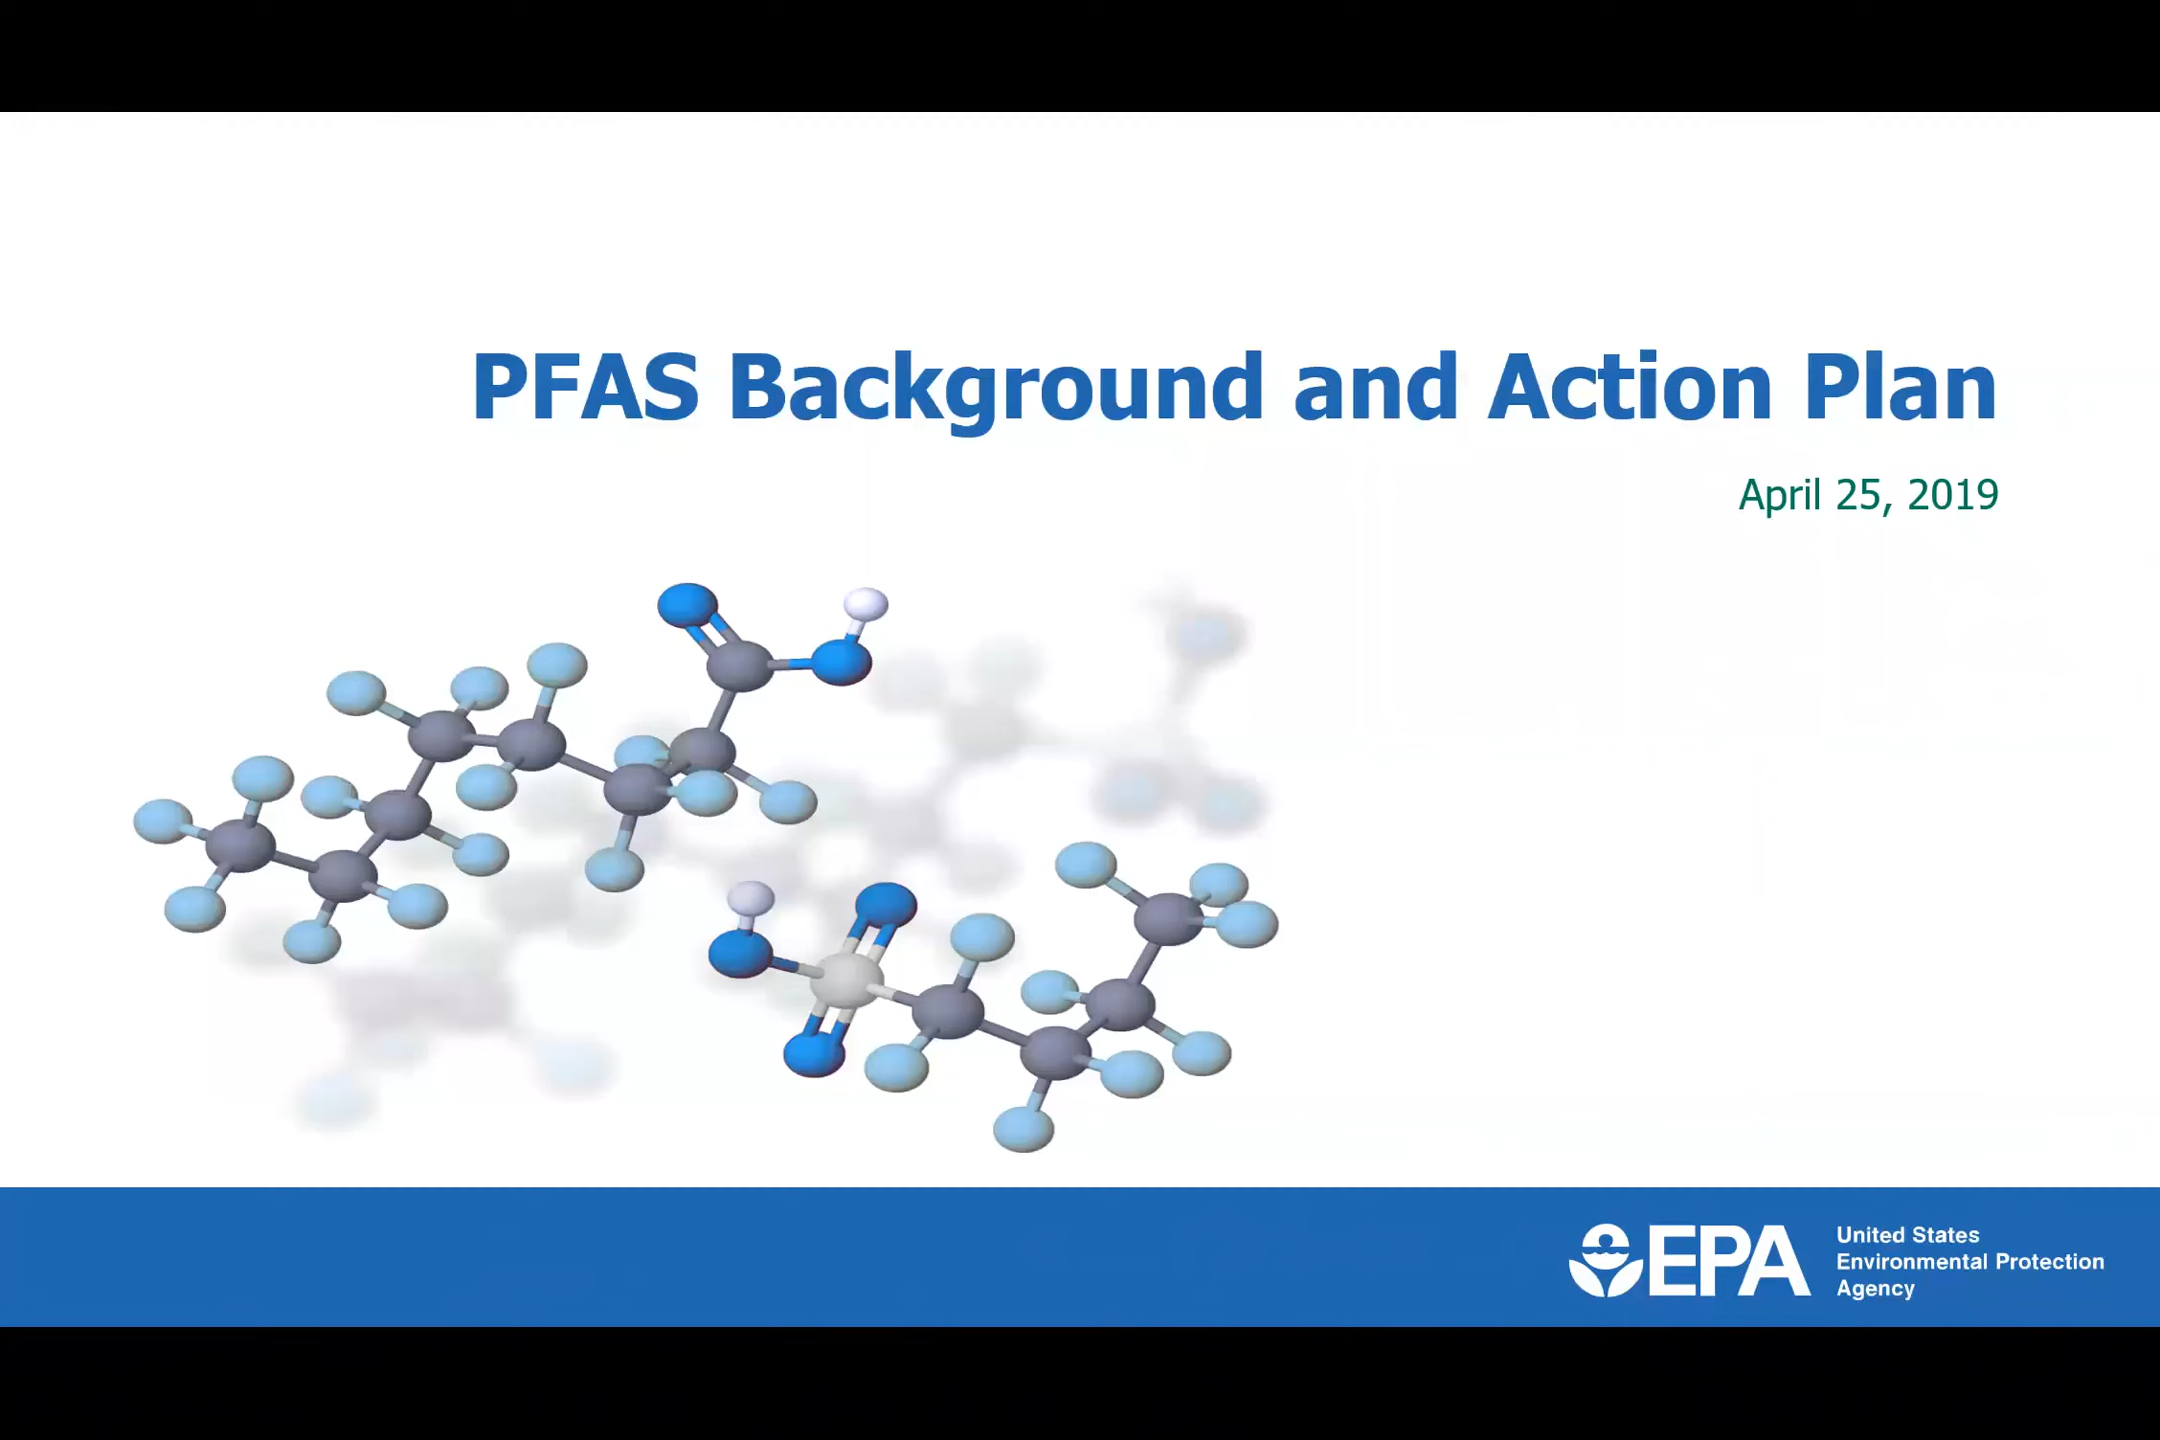 PFAS Background and Action Plan
April 25, 2019
EPA
United States
Environmental Protection
Agency